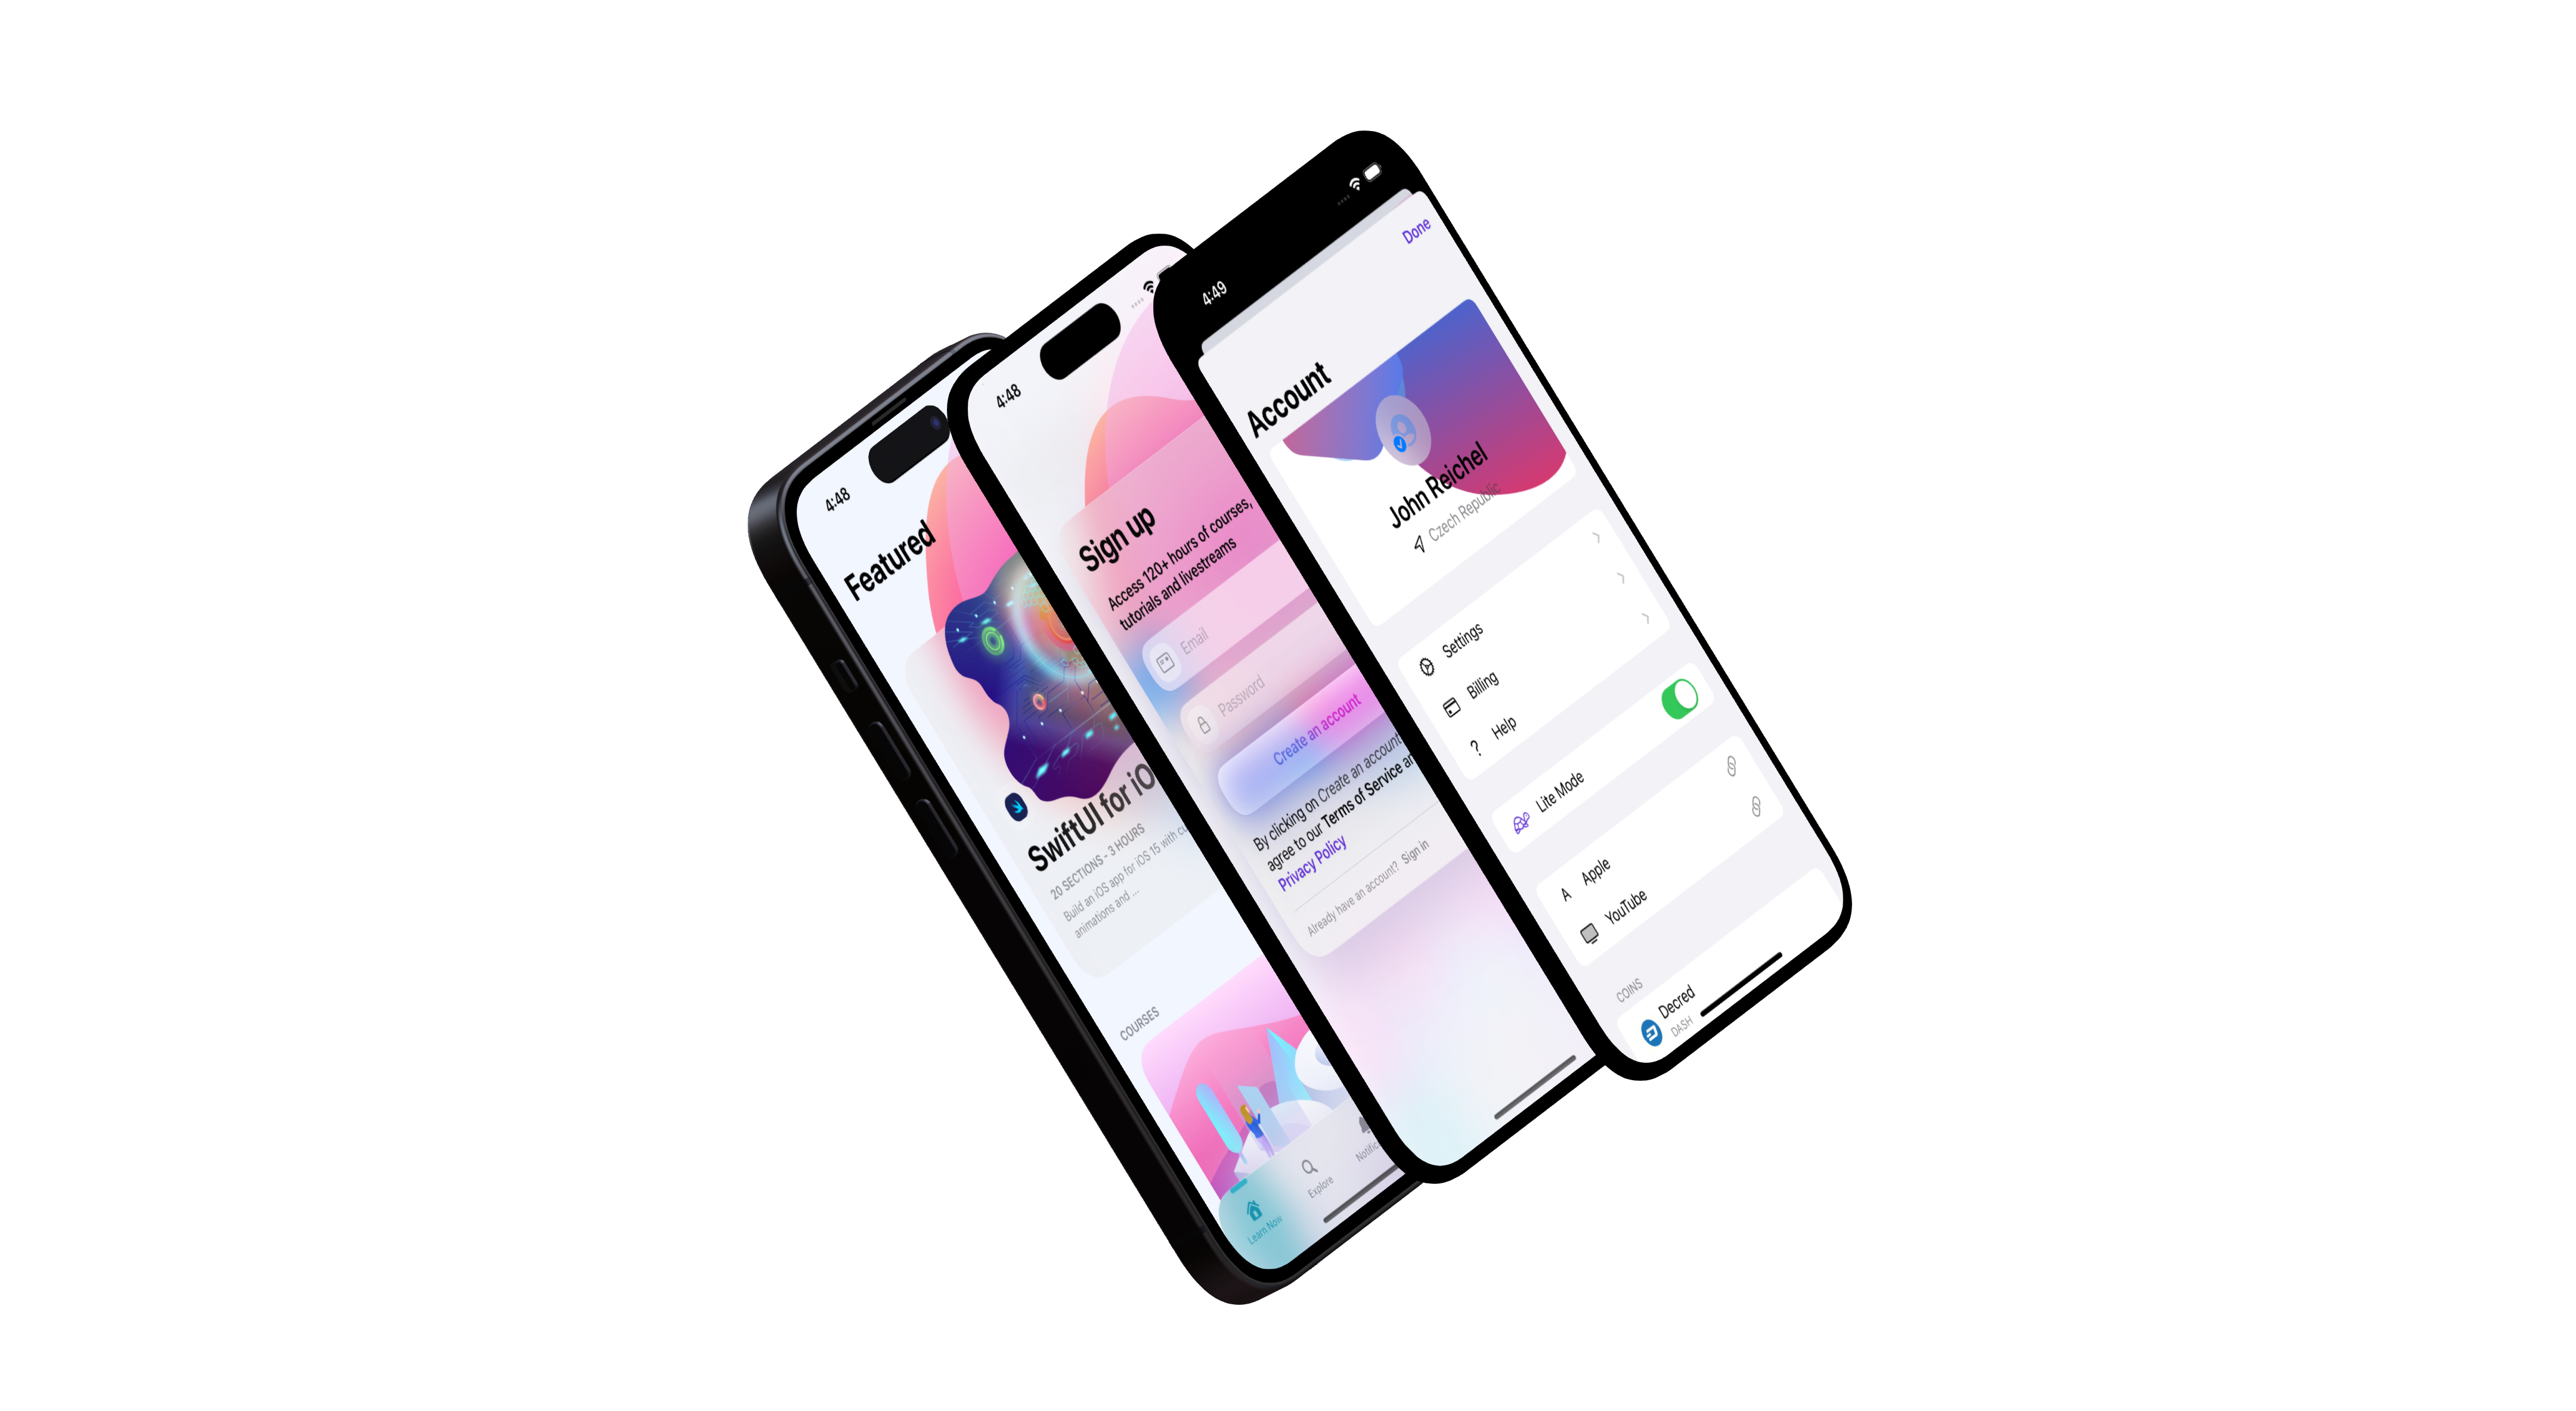 4:48
Featured
SwiftUI for iO
20 SECTIONS - 3 HOURS
Build an iOS app for iOS 15 with
animations and ...
COURSES
Learn Now
Explore
4:48
Sign up
Access 120+ hours of courses,
tutorials and livestreams
Email
Password
Create an account
By clicking on Create an account
agree to our Terms of Service
Privacy Policy
Already have an account? Sign in
4:49
Done
Account
John Reichel
Czech Republic
Settings
Billing
? Help
Lite Mode
A Apple
YouTube
COINS
Decred
DASH